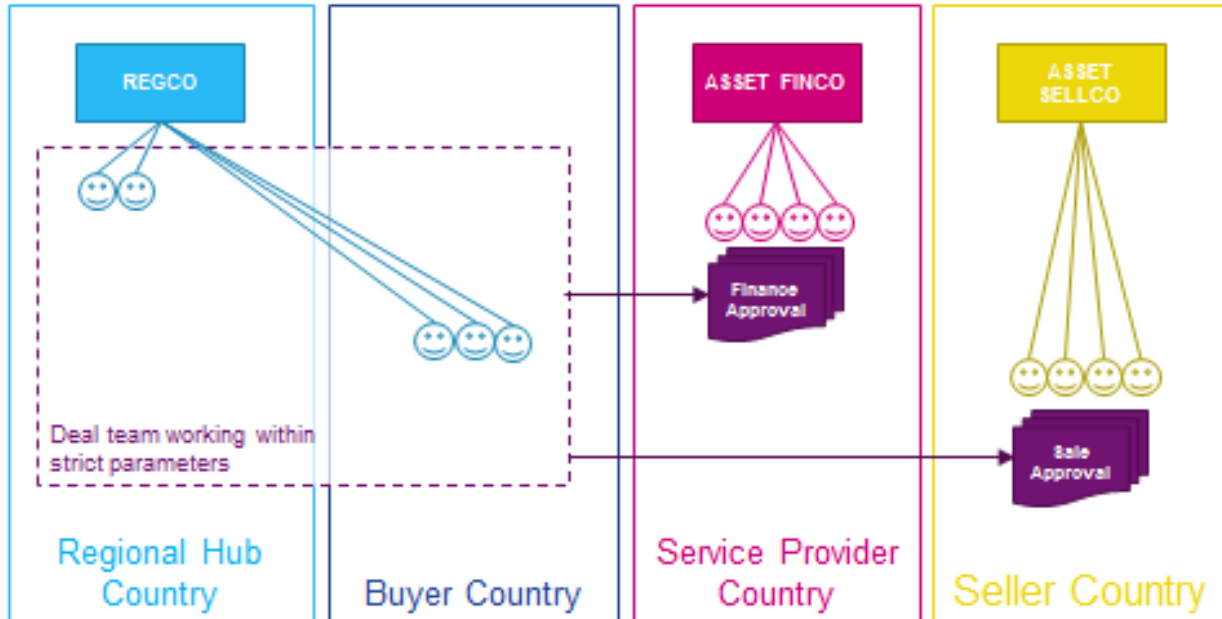 REGCO
ASSET FINCO
ASSET
SELLCO
Finance
Approval
Deal team working within
strict parameters
Sale
Approval
Regional Hub
Country
Buyer Country
Service Provider
Country
Seller Country